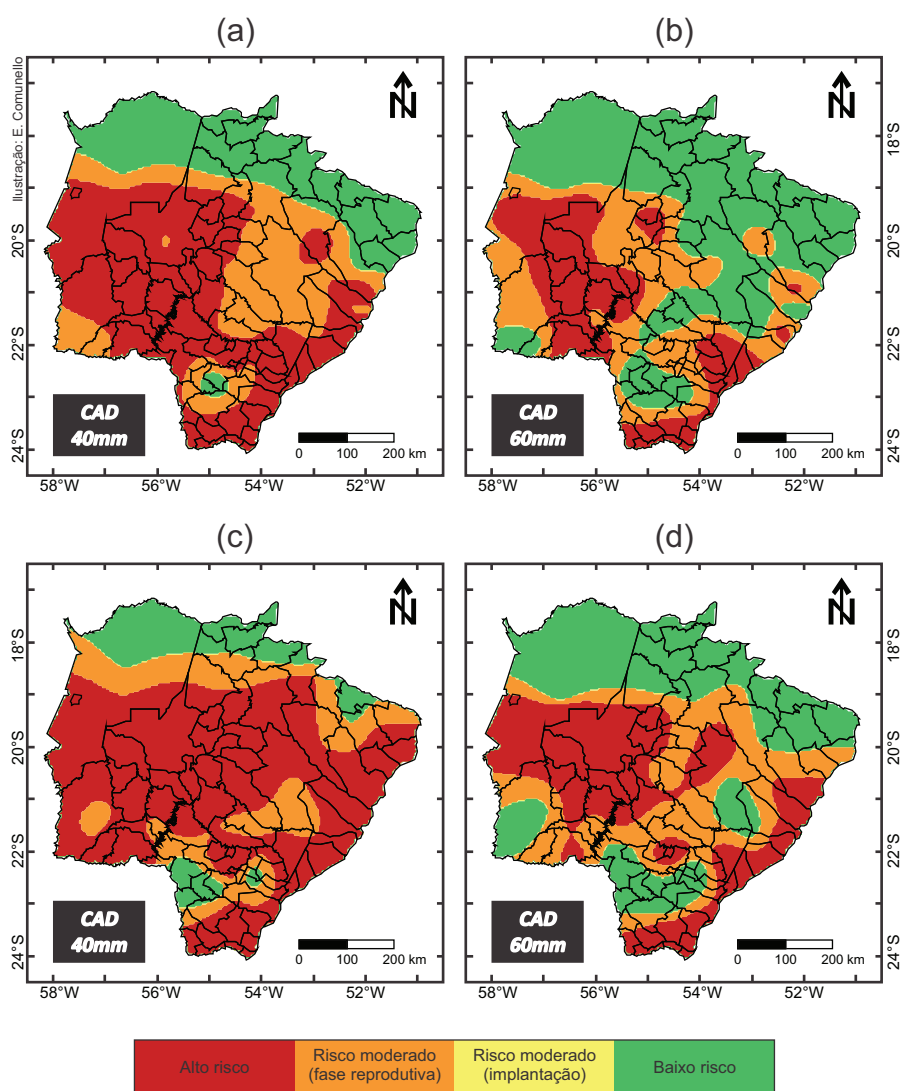 (a)
(b)
Ilustração: E. Comunello
N
N
18°S
20°S
22°S
24°S
20°S
22°S
24°S
CAD
40mm
0 100 200 km
CAD
60mm
0 100 200 km
58°W 56°W 54°W 52°W
58°W 56°W 54°W 52°W
(c)
(d)
N
N
18°S
20°S
22°S
24°S
18°S
20°S
22°S
24°S
CAD
40mm
0 100 200 km
CAD
60mm
0 100 200 km
58°W 56°W 54°W 52°W
58°W 56°W 54°W 52°W
Alto risco
Risco moderado
(fase reprodutiva)
Risco moderado
(implantação)
Baixo risco